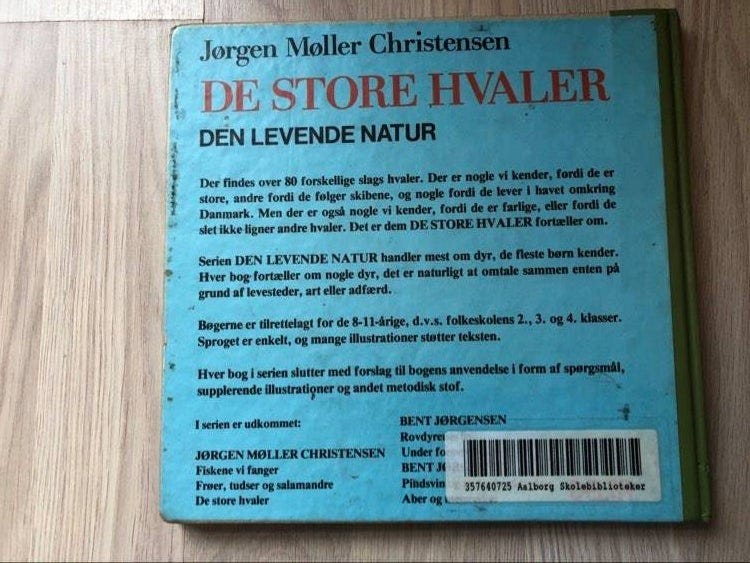 Jørgen Møller Christensen
DE STORE HVALER
DEN LEVENDE NATUR
Der findes over 80 forskellige slags hvaler. Der er nogle vi kender, fordi de er
store, andre fordi de følger skibene, og nogle fordi de lever i havet omkring
Danmark. Men der er også nogle vi kender, fordi de er farlige, eller fordi de
slet ikke ligner andre hvaler. Det er dem DE STORE HVALER fortæller om.
Serien DEN LEVENDE NATUR handler mest om dyr, de fleste børn kender.
Hver bog fortæller om nogle dyr, det er naturligt at omtale sammen enten på
grund af levesteder, art eller adfærd.
Bøgerne er tilrettelagt for de 8-11-årige, d.v.s. folkeskolens 2., 3. og 4. klasser.
Sproget er enkelt, og mange illustrationer støtter teksten.
Hver bog i serien slutter med forslag til bogens anvendelse i form af spørgsmål,
supplerende illustrationer og andet metodisk stof.
I serien er udkommet:
JØRGEN MØLLER CHRISTENSEN
Fiskene vi fanger
Frøer, tudser og salamandre
De store hvaler
BENT JØRGENSEN
Under
BENT
Aber og
357640725 Aalborg Skolebiblioteker